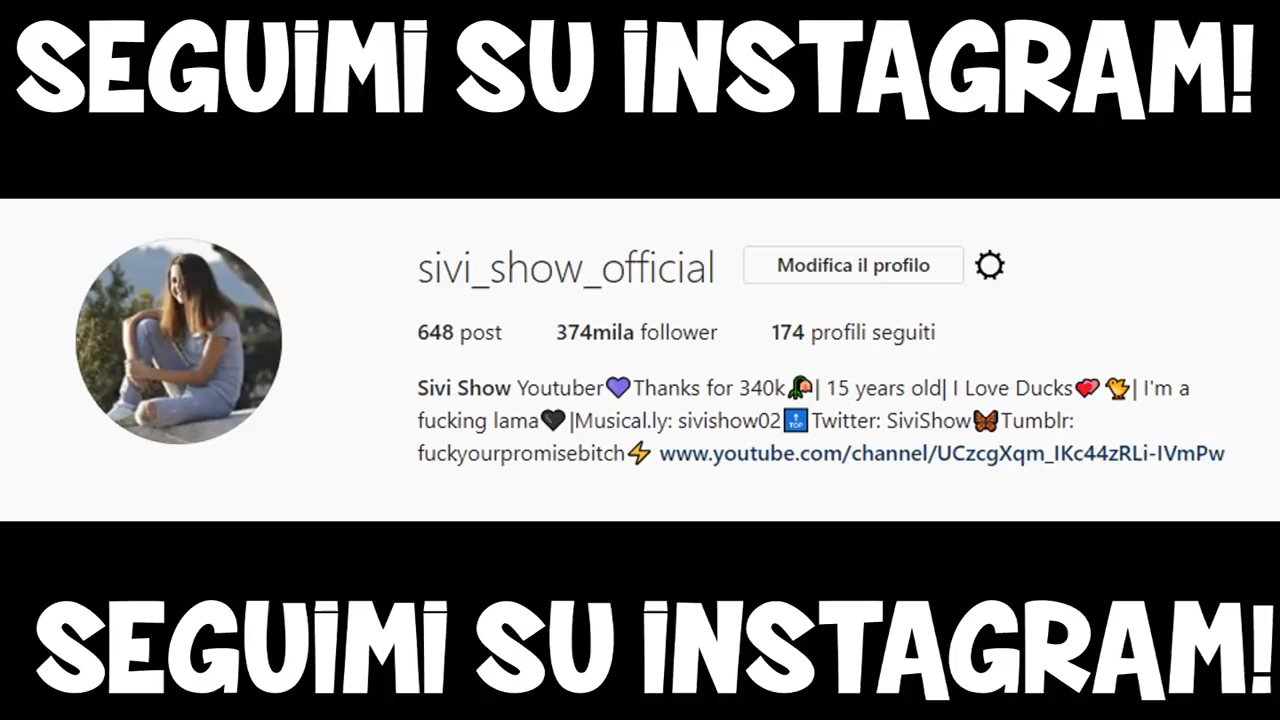 SEGUIMI SU INSTAGRAM!
sivi_show_official Modifica il profilo
648 post 374mila follower 174 profili seguiti
Sivi Show Youtuber💜Thanks for 340k🥀| 15 years old| I Love Ducks💕🐤| I'm a
fucking lama🖤|Musical.ly: sivishow02🔝Twitter: SiviShow🦋Tumblr:
fuckyourpromisebitch⚡ www.youtube.com/channel/UCzcgXqm_IKc44zRLi-IVmPw
SEGUIMI SU INSTAGRAM!